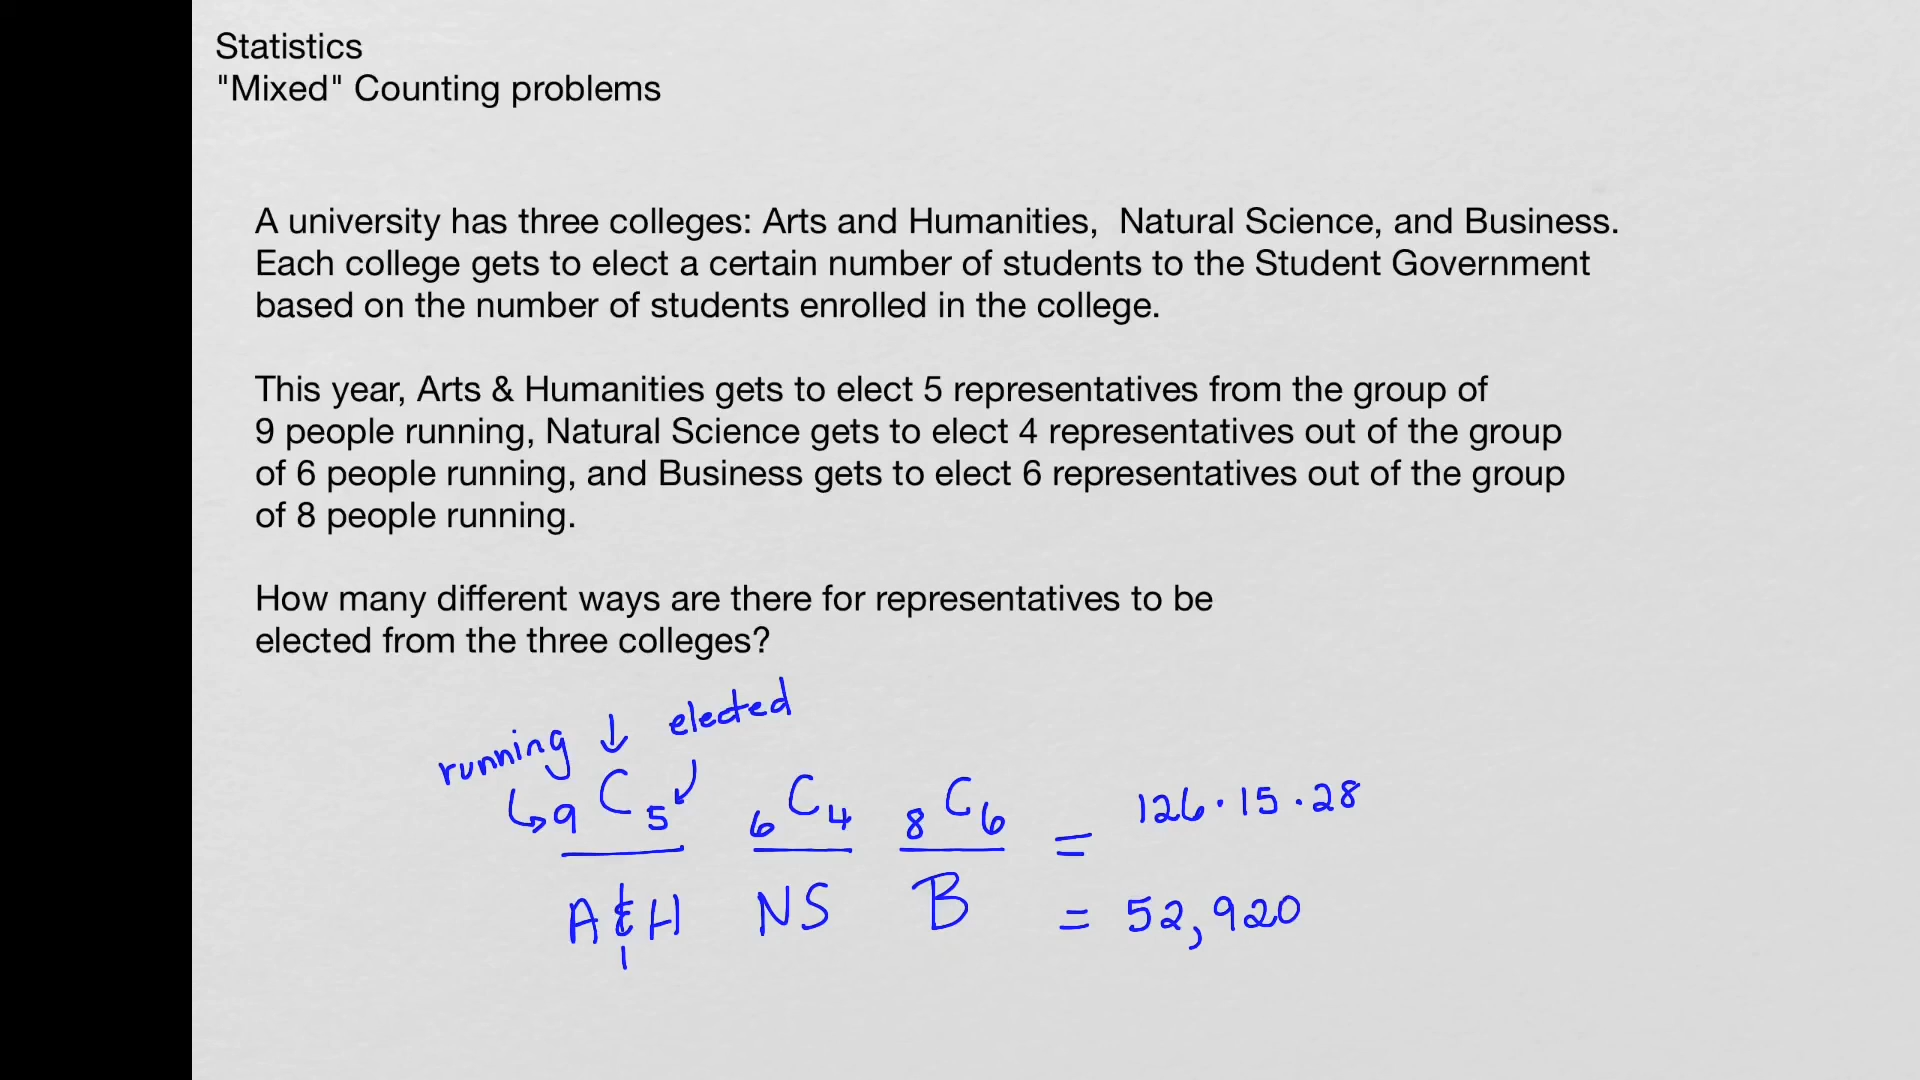 Statistics
"Mixed" Counting problems
A university has three colleges: Arts and Humanities,  Natural Science, and Business.
Each college gets to elect a certain number of students to the Student Government
based on the number of students enrolled in the college.
This year, Arts & Humanities gets to elect 5 representatives from the group of
9 people running, Natural Science gets to elect 4 representatives out of the group
of 6 people running, and Business gets to elect 6 representatives out of the group
of 8 people running.
How many different ways are there for representatives to be
elected from the three colleges?
running ↓ elected
↳ 9C5 6C4 8C6 = 126 · 15 · 28
A&H NS B = 52,920